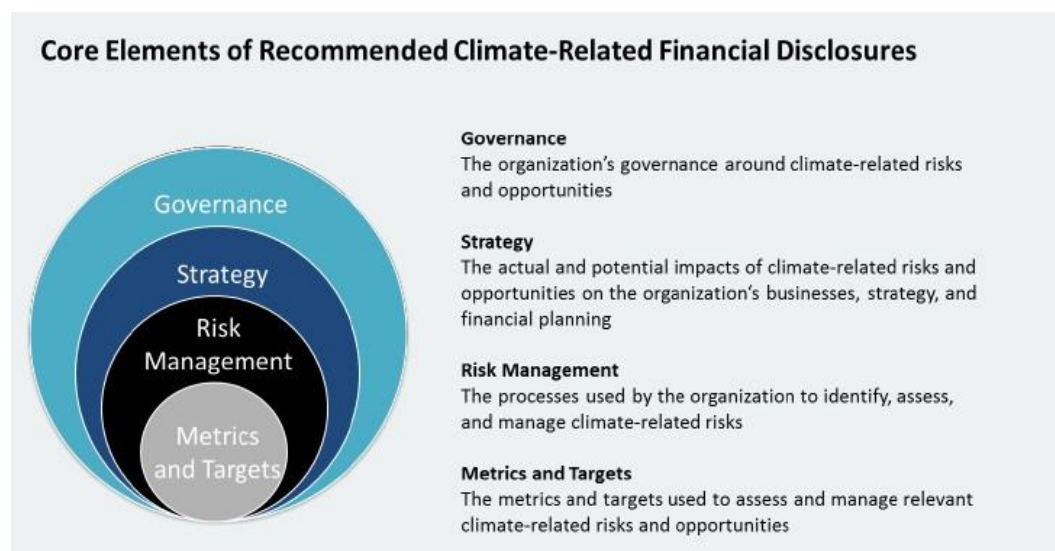 Core Elements of Recommended Climate-Related Financial Disclosures
Governance
Strategy
Risk
Management
Metrics
and Targets
Governance
The organization's governance around climate-related risks
and opportunities
Strategy
The actual and potential impacts of climate-related risks and
opportunities on the organization‘s businesses, strategy, and
financial planning
Risk Management
The processes used by the organization to identify, assess,
and manage climate-related risks
Metrics and Targets
The metrics and targets used to assess and manage relevant
climate-related risks and opportunities